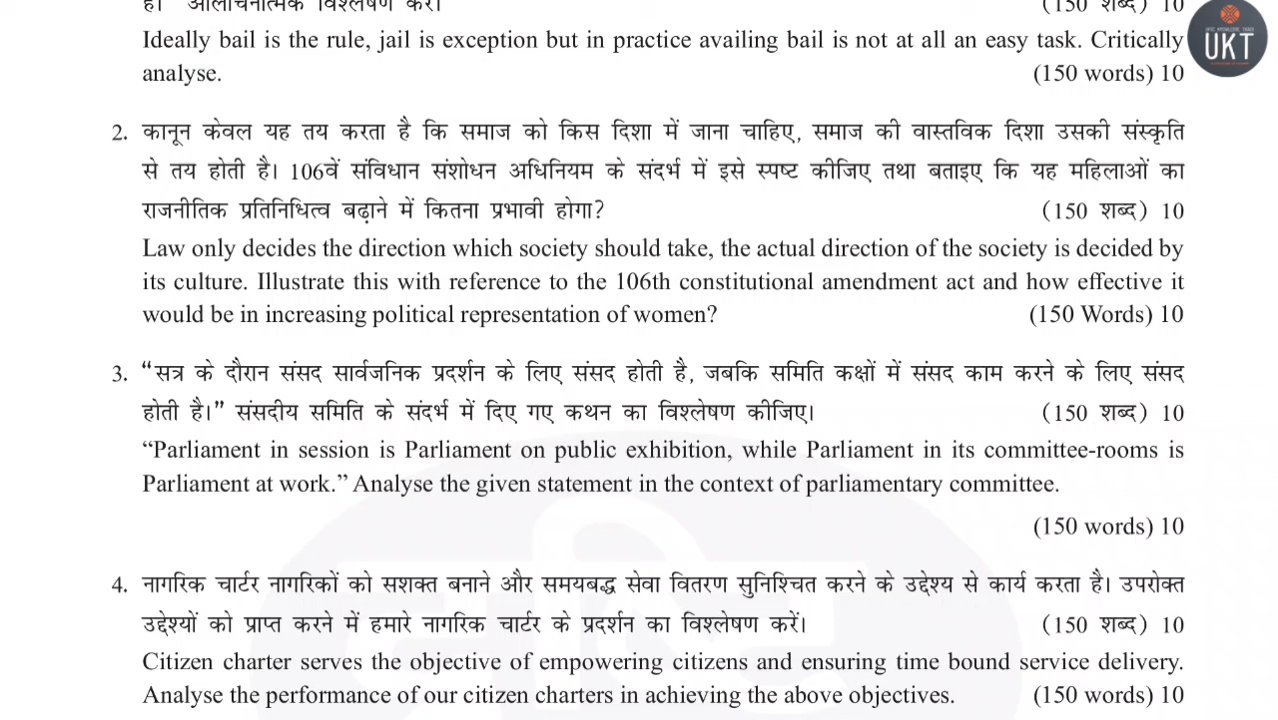 है।" आलोचनात्मक विश्लेषण करें। (150 शब्द) 10
Ideally bail is the rule, jail is exception but in practice availing bail is not at all an easy task. Critically
analyse. (150 words) 10
UKT
2. कानून केवल यह तय करता है कि समाज को किस दिशा में जाना चाहिए, समाज की वास्तविक दिशा उसकी संस्कृति
से तय होती है। 106वें संविधान संशोधन अधिनियम के संदर्भ में इसे स्पष्ट कीजिए तथा बताइए कि यह महिलाओं का
राजनीतिक प्रतिनिधित्व बढ़ाने में कितना प्रभावी होगा? (150 शब्द) 10
Law only decides the direction which society should take, the actual direction of the society is decided by
its culture. Illustrate this with reference to the 106th constitutional amendment act and how effective it
would be in increasing political representation of women? (150 Words) 10
3. “सत्र के दौरान संसद सार्वजनिक प्रदर्शन के लिए संसद होती है, जबकि समिति कक्षों में संसद काम करने के लिए संसद
होती है।” संसदीय समिति के संदर्भ में दिए गए कथन का विश्लेषण कीजिए। (150 शब्द) 10
“Parliament in session is Parliament on public exhibition, while Parliament in its committee-rooms is
Parliament at work.” Analyse the given statement in the context of parliamentary committee.
(150 words) 10
4. नागरिक चार्टर नागरिकों को सशक्त बनाने और समयबद्ध सेवा वितरण सुनिश्चित करने के उद्देश्य से कार्य करता है। उपरोक्त
उद्देश्यों को प्राप्त करने में हमारे नागरिक चार्टर के प्रदर्शन का विश्लेषण करें। (150 शब्द) 10
Citizen charter serves the objective of empowering citizens and ensuring time bound service delivery.
Analyse the performance of our citizen charters in achieving the above objectives. (150 words) 10